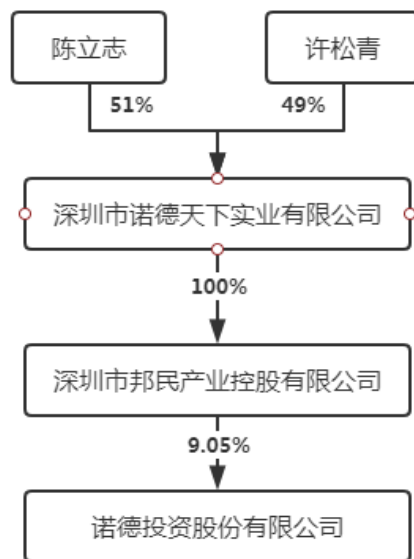 陈立志
许松青
51%
49%
深圳市诺德天下实业有限公司
100%
深圳市邦民产业控股有限公司
9.05%
诺德投资股份有限公司